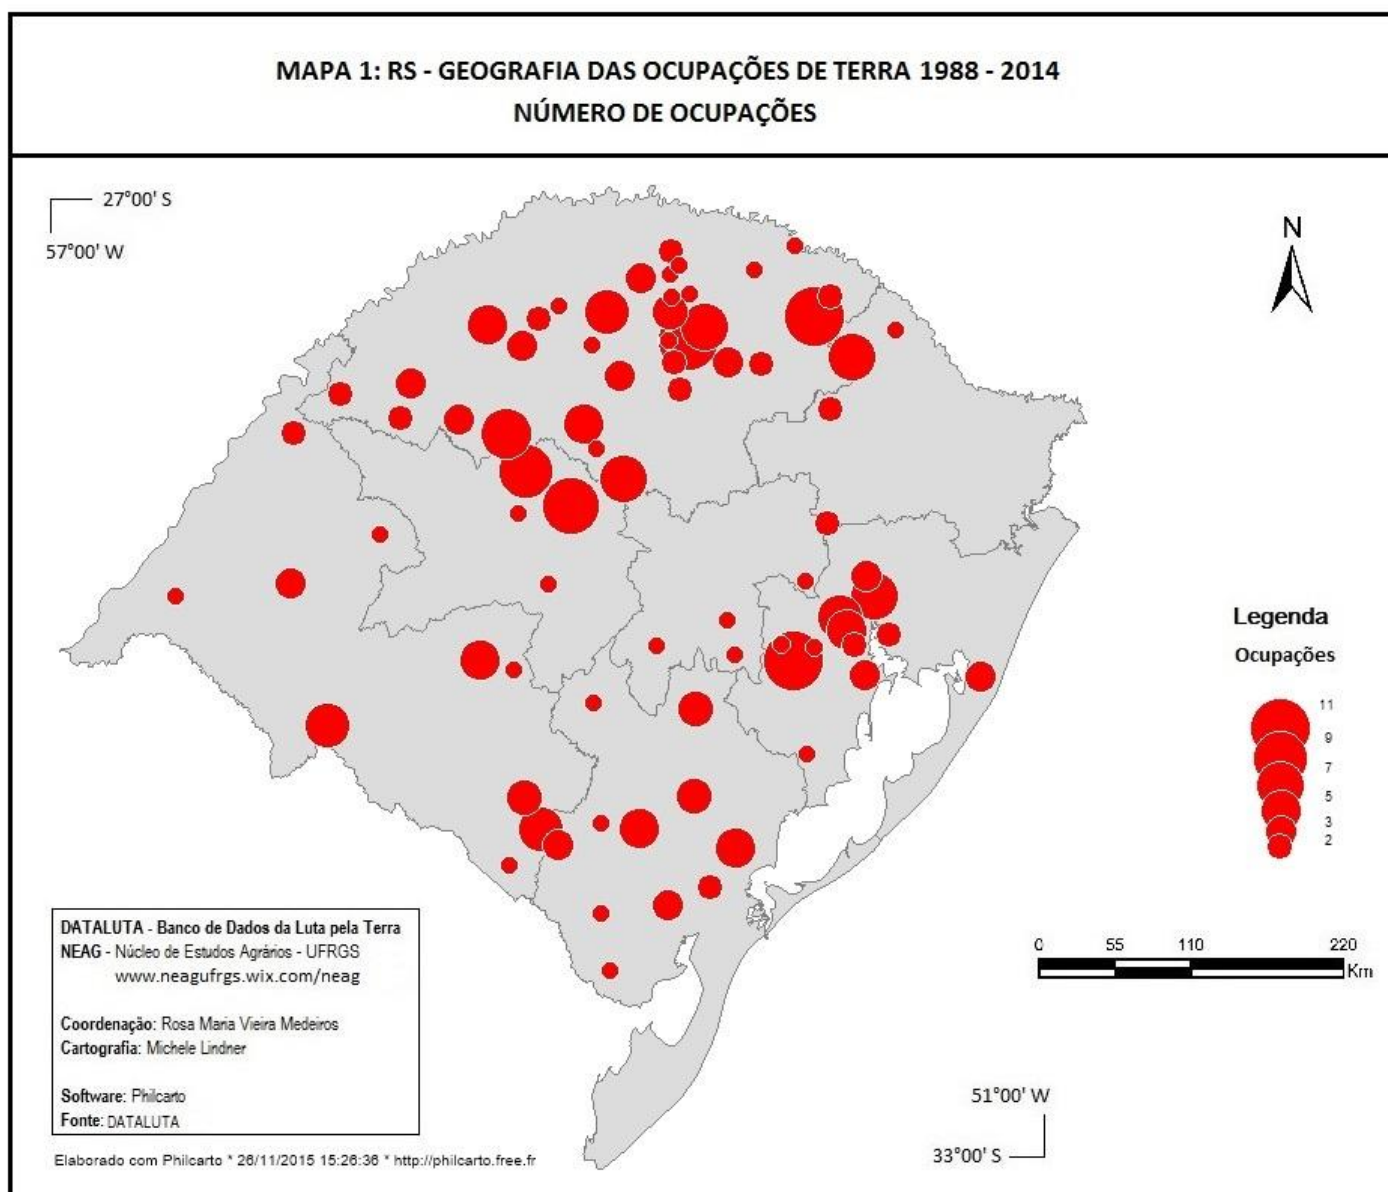 MAPA 1: RS - GEOGRAFIA DAS OCUPAÇÕES DE TERRA 1988 - 2014
NÚMERO DE OCUPAÇÕES
27°00' S
57°00' W
N
Legenda
Ocupações
11
9
7
5
3
2
DATALUTA - Banco de Dados da Luta pela Terra
NEAG - Núcleo de Estudos Agrários - UFRGS
www.neagufrgs.wix.com/neag
Coordenação: Rosa Maria Vieira Medeiros
Cartografia: Michele Lindner
Software: Philcarto
Fonte: DATALUTA
0 55 110 220
Km
51°00' W
33°00' S
Elaborado com Philcarto * 26/11/2015 15:26:36 * http://philcarto.free.fr